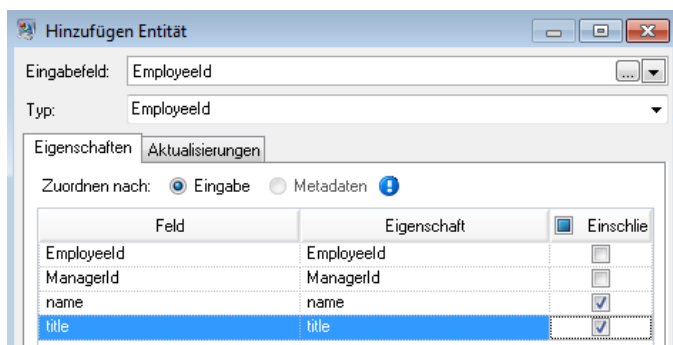 Hinzufügen Entität
Eingabefeld: EmployeeId ...
Typ: EmployeeId
Eigenschaften Aktualisierungen
Zuordnen nach: Eingabe Metadaten
Feld Eigenschaft Einschlie
EmployeeId EmployeeId
ManagerId ManagerId
name name
title title